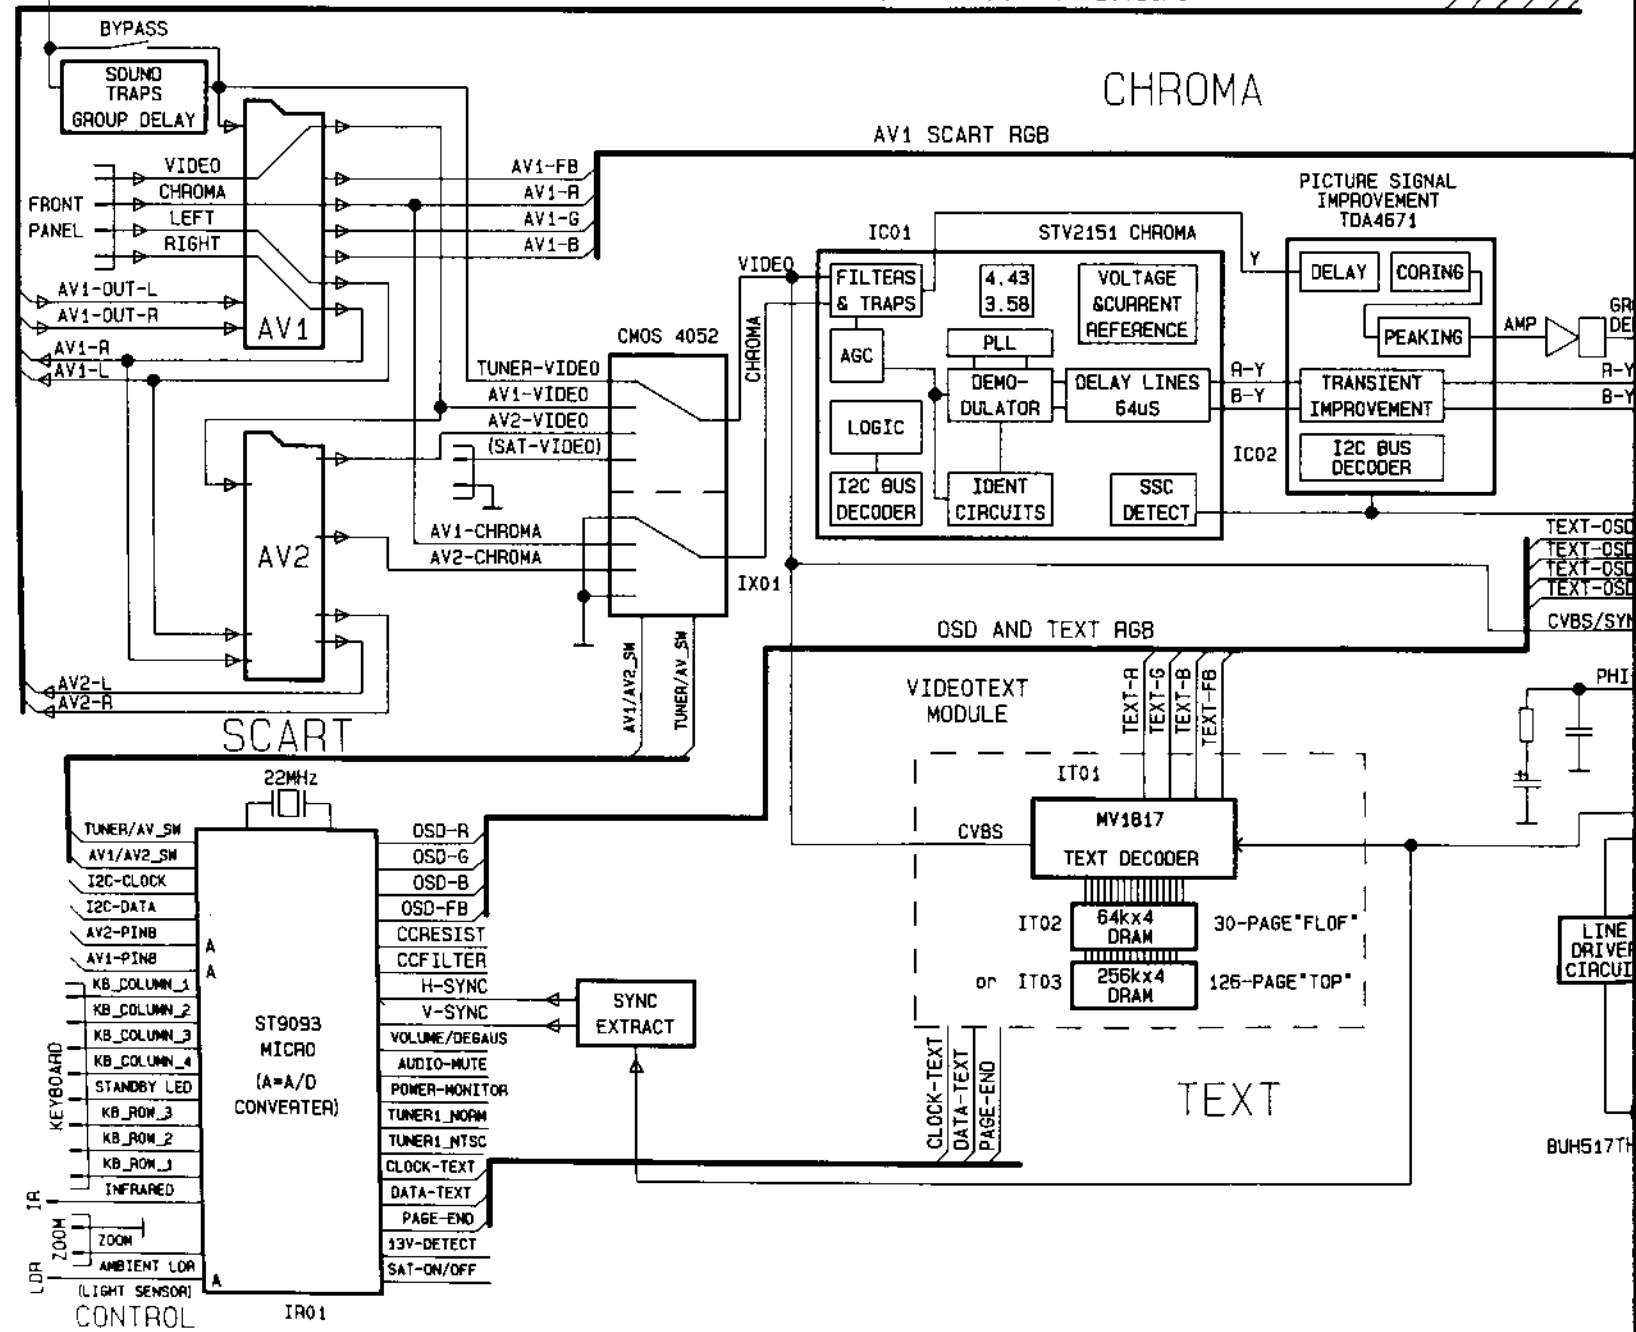 BYPASS
SOUND
TRAPS
GROUP DELAY
CHROMA
AV1 SCART RGB
VIDEO
CHROMA
LEFT
RIGHT
FRONT
PANEL
AV1-OUT-L
AV1-OUT-R
AV1-R
AV1-L
AV1
AV1-FB
AV1-R
AV1-G
AV1-B
PICTURE SIGNAL
IMPROVEMENT
TDA4671
IC01
STV2151 CHROMA
VIDEO
CHROMA
FILTERS
& TRAPS
4.43
3.58
VOLTAGE
&CURRENT
REFERENCE
Y
DELAY
CORING
PEAKING
AMP
AGC
PLL
DEMO-
DULATOR
DELAY LINES
64uS
R-Y
B-Y
TRANSIENT
IMPROVEMENT
R-Y
B-Y
LOGIC
I2C BUS
DECODER
IDENT
CIRCUITS
SSC
DETECT
IC02
I2C BUS
DECODER
CMOS 4052
TUNER-VIDEO
AV1-VIDEO
AV2-VIDEO
(SAT-VIDEO)
AV1-CHROMA
AV2-CHROMA
IX01
AV2
AV2-L
AV2-R
SCART
AV1/AV2_SW
TUNER/AV_SW
TEXT-OSD
TEXT-OSD
TEXT-OSD
TEXT-OSD
CVBS/SYN
OSD AND TEXT RGB
PHI
VIDEOTEXT
MODULE
TEXT-R
TEXT-G
TEXT-B
TEXT-FB
IT01
CVBS
MV1817
TEXT DECODER
IT02
64kx4
DRAM
30-PAGE"FLOF"
or IT03
256kx4
DRAM
126-PAGE"TOP"
LINE
DRIVER
CIRCUI
BUH517TH
CLOCK-TEXT
DATA-TEXT
PAGE-END
TEXT
22MHz
TUNER/AV_SW
AV1/AV2_SW
I2C-CLOCK
I2C-DATA
AV2-PIN8
AV1-PIN8
A
A
KEYBOARD
KB_COLUMN_1
KB_COLUMN_2
KB_COLUMN_3
KB_COLUMN_4
STANDBY LED
KB_ROW_3
KB_ROW_2
KB_ROW_1
IR
INFRARED
ZOOM
ZOOM
LDR
AMBIENT LDR
A
(LIGHT SENSOR)
CONTROL
ST9093
MICRO
(A=A/D
CONVERTER)
IR01
OSD-R
OSD-G
OSD-B
OSD-FB
CCRESIST
CCFILTER
H-SYNC
V-SYNC
VOLUME/DEGAUS
AUDIO-MUTE
POWER-MONITOR
TUNER1_NORM
TUNER1_NTSC
CLOCK-TEXT
DATA-TEXT
PAGE-END
13V-DETECT
SAT-ON/OFF
SYNC
EXTRACT